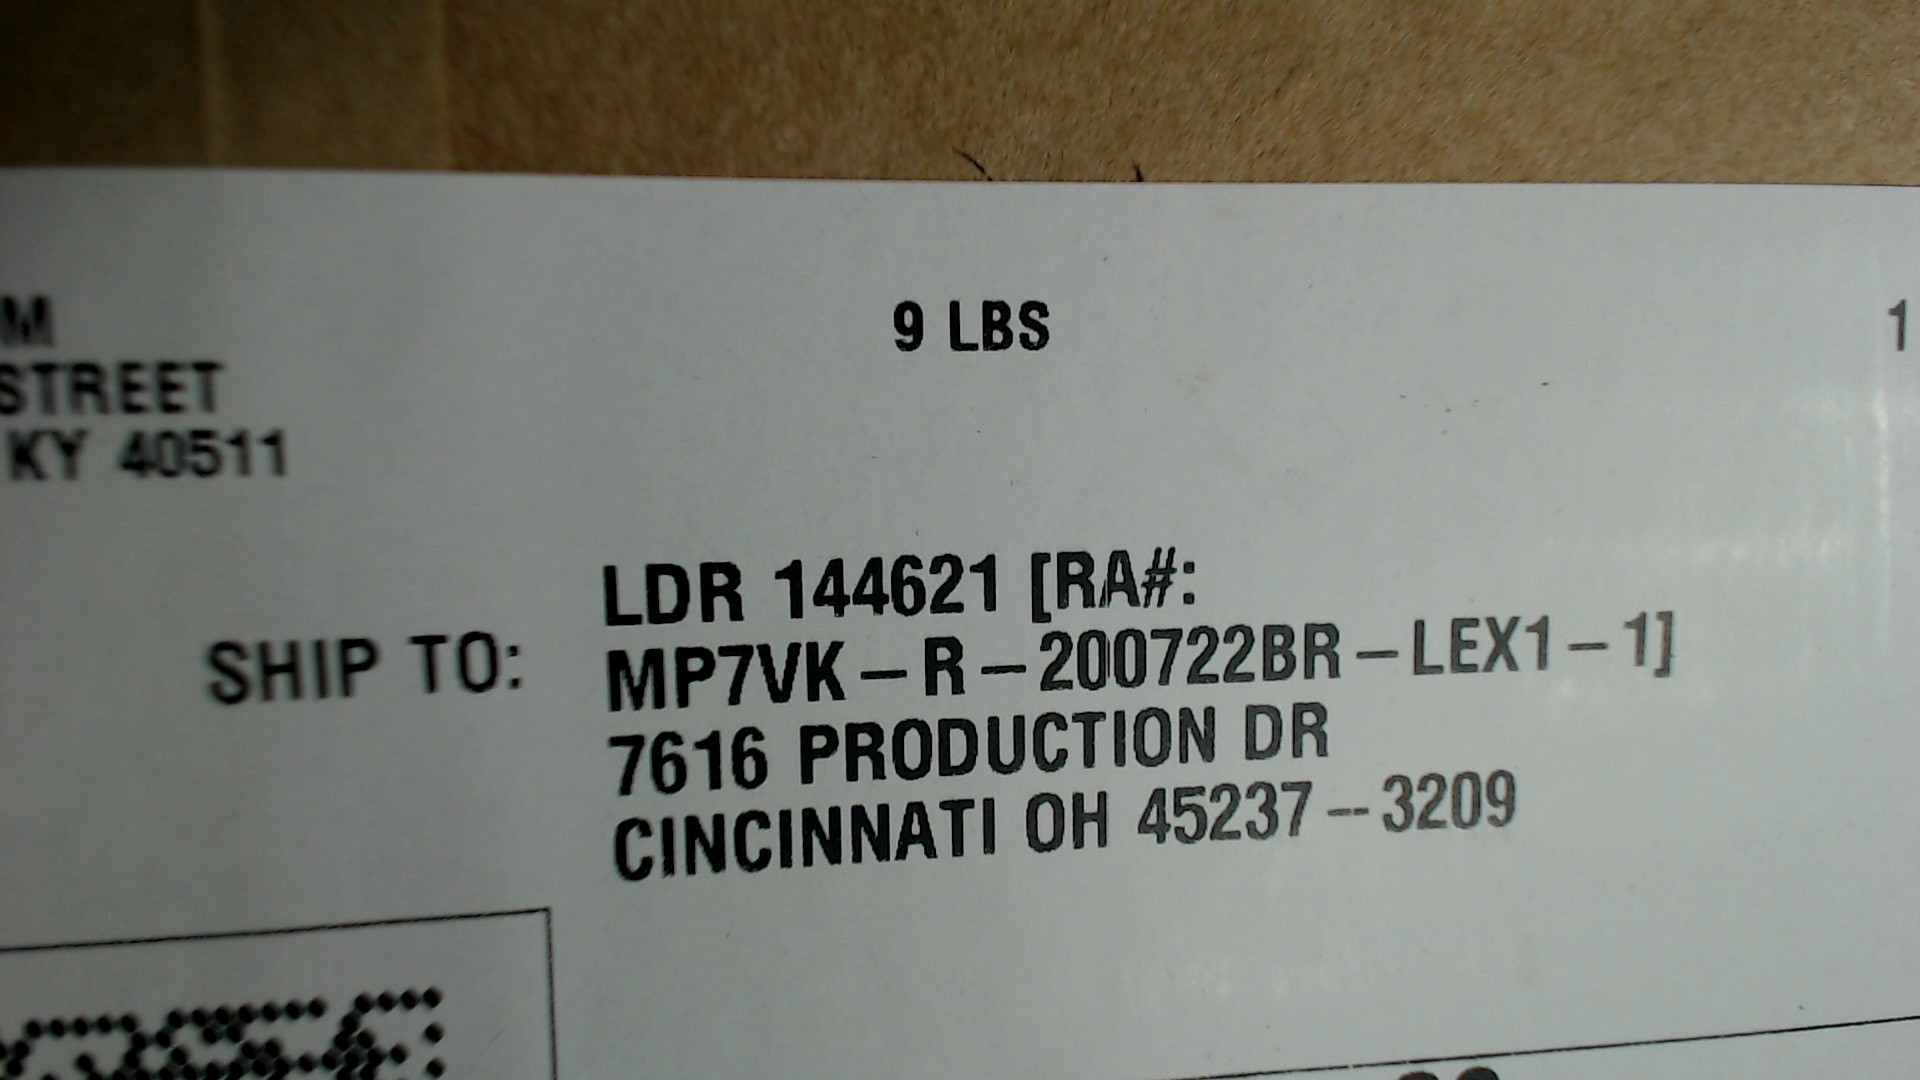 M
9 LBS
1
STREET
KY 40511
SHIP TO:
LDR 144621 [RA#:
MP7VK-R-200722BR-LEX1-1]
7616 PRODUCTION DR
CINCINNATI OH 45237-3209